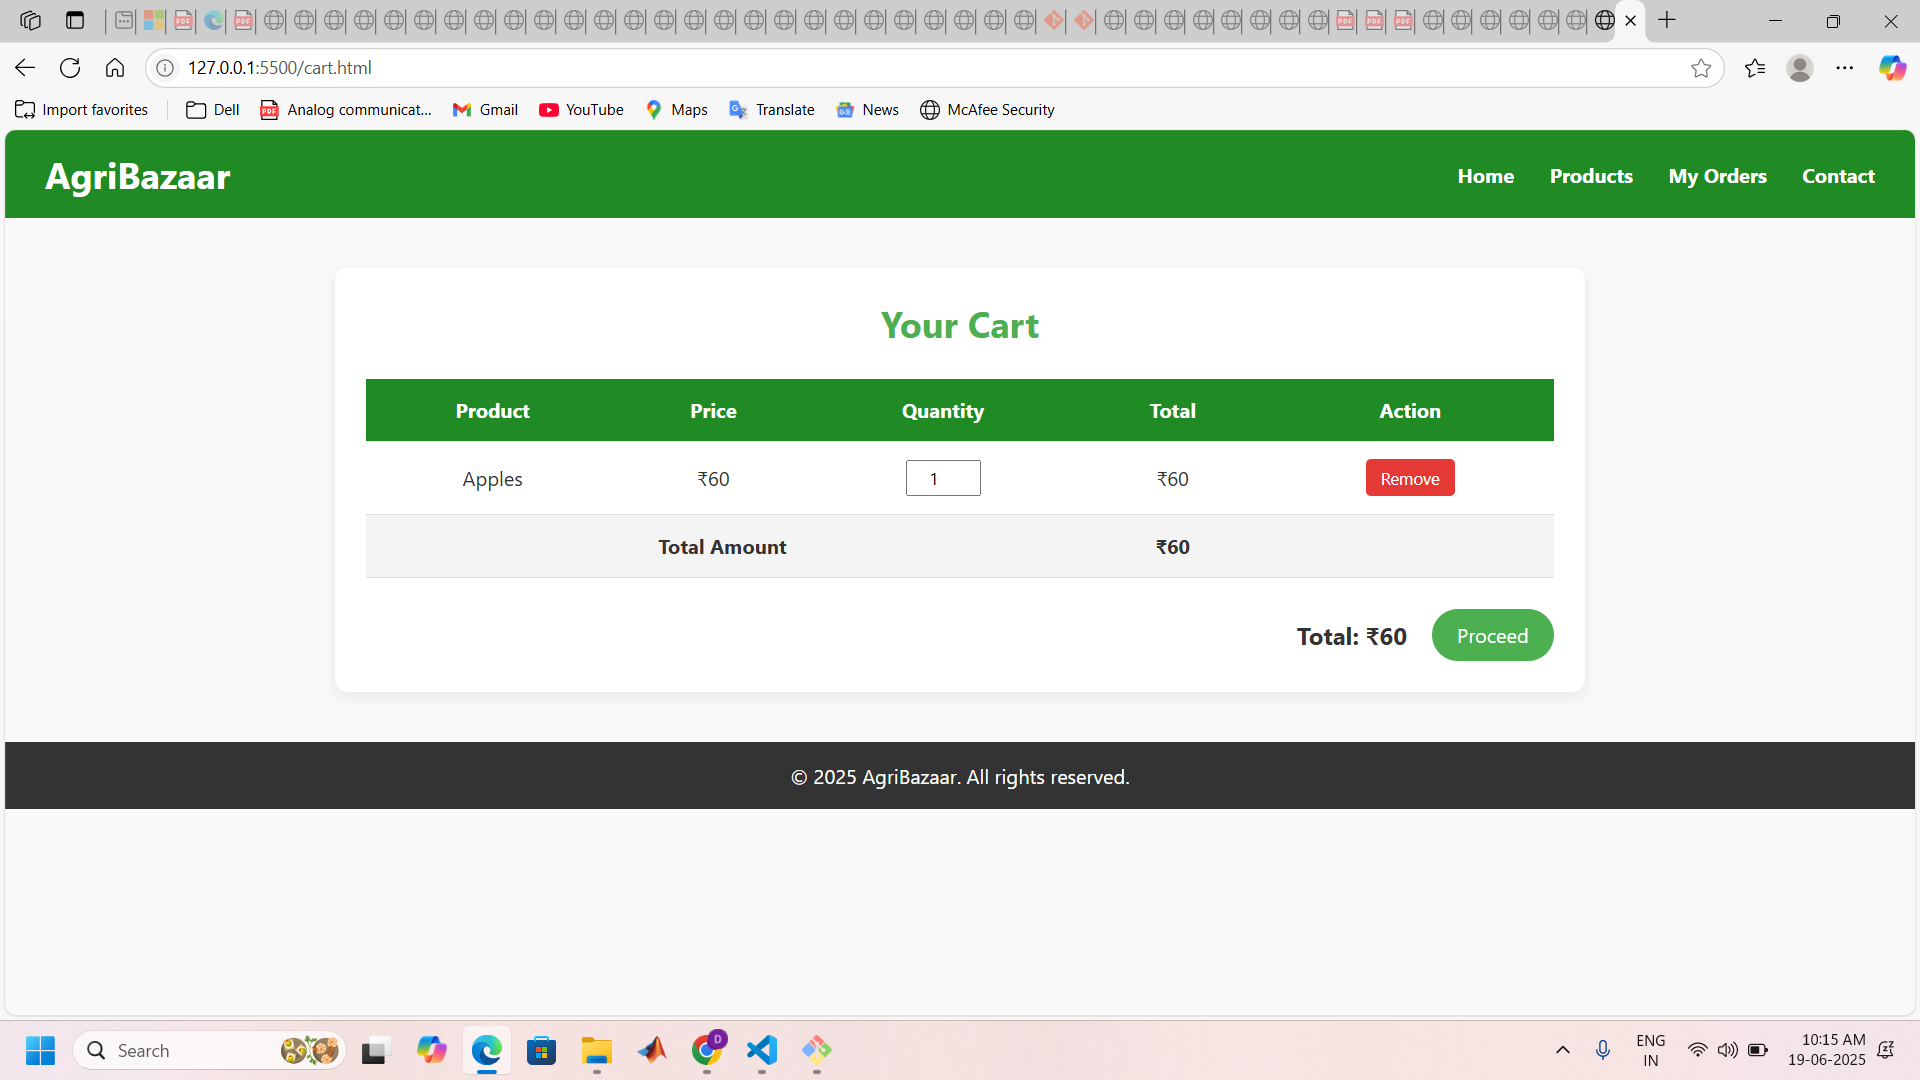 127.0.0.1:5500/cart.html
Import favorites
Dell
Analog communicat...
Gmail
YouTube
Maps
Translate
News
McAfee Security
AgriBazaar
Home
Products
My Orders
Contact
Your Cart
Product Price Quantity Total Action
Apples ₹60 1 ₹60 Remove
Total Amount ₹60
Total: ₹60 Proceed
© 2025 AgriBazaar. All rights reserved.
Search
D
ENG
IN
10:15 AM
19-06-2025